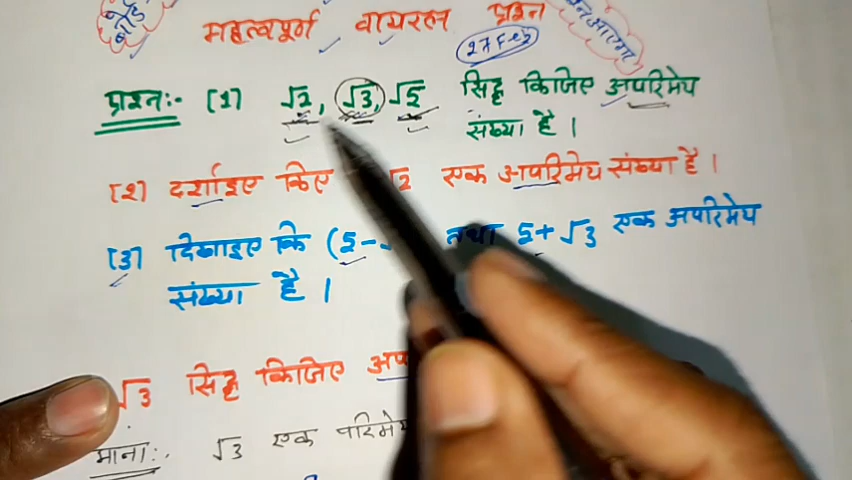 महत्वपूर्ण वायरल प्रश्न
27 Feb
प्रश्न:- [1] √2, √3, √5 सिद्ध किजिए अपरिमेय
संख्या है।
[2] दर्शाइए किए √2 एक अपरिमेय संख्या है।
[3] दिखाइए कि (5- तथा 5+√3 एक अपरिमेय
संख्या है।
√3 सिद्ध किजिए
माना:. √3 एक परिमेय